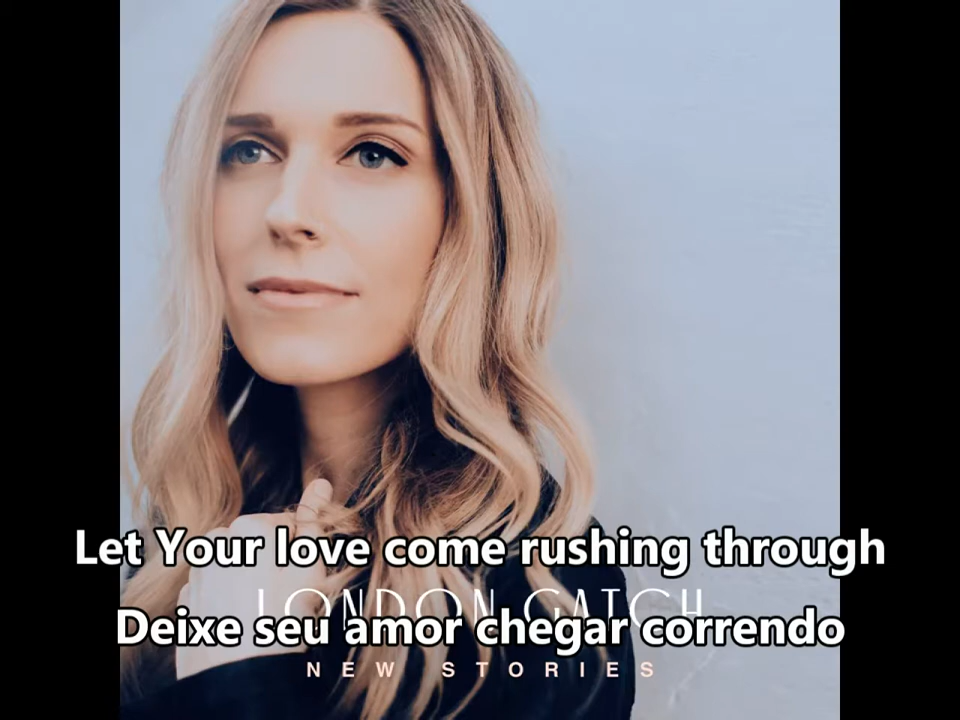 Let Your love come rushing through
LONDON GATCH
Deixe seu amor chegar correndo
NEW STORIES